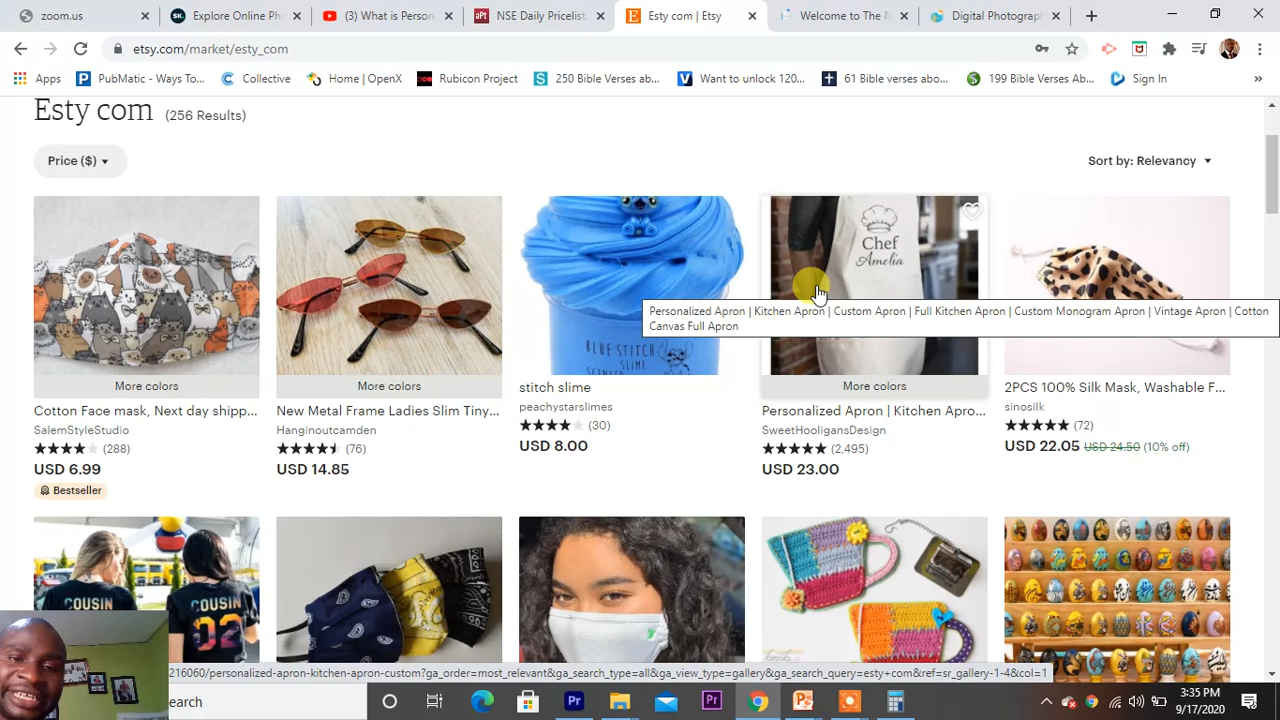 zoom.us
Explore Online Ph
(3) What is Person
NSE Daily Pricelist
Esty com | Etsy
Welcome to The N
Digital Photograph
etsy.com/market/esty_com
Apps
PubMatic - Ways To...
Collective
Home | OpenX
Rubicon Project
250 Bible Verses ab...
Want to unlock 120...
61 Bible verses abo...
199 Bible Verses Ab...
Sign In
Esty com (256 Results)
Price ($)
Sort by: Relevancy
Chef
Amelia
Personalized Apron | Kitchen Apron | Custom Apron | Full Kitchen Apron | Custom Monogram Apron | Vintage Apron | Cotton
Canvas Full Apron
BLUE STITCH
SLIME
More colors
More colors
More colors
Cotton Face mask, Next day shipp...
SalemStyleStudio
(288)
USD 6.99
Bestseller
New Metal Frame Ladies Slim Tiny...
Hanginoutcamden
(76)
USD 14.85
stitch slime
peachystarslimes
(30)
USD 8.00
Personalized Apron | Kitchen Apro...
SweetHooligansDesign
(2,495)
USD 23.00
2PCS 100% Silk Mask, Washable F...
sinosilk
(72)
USD 22.05 USD 24.50 (10% off)
COUSIN
COUSIN
02
216060/personalized-apron-kitchen-apron-custom?ga_order=most_relevant&ga_search_type=all&ga_view_type=gallery&ga_search_query=esty+com&ref=sr_gallery-1-4&col=1
search
3:35 PM
9/17/2020